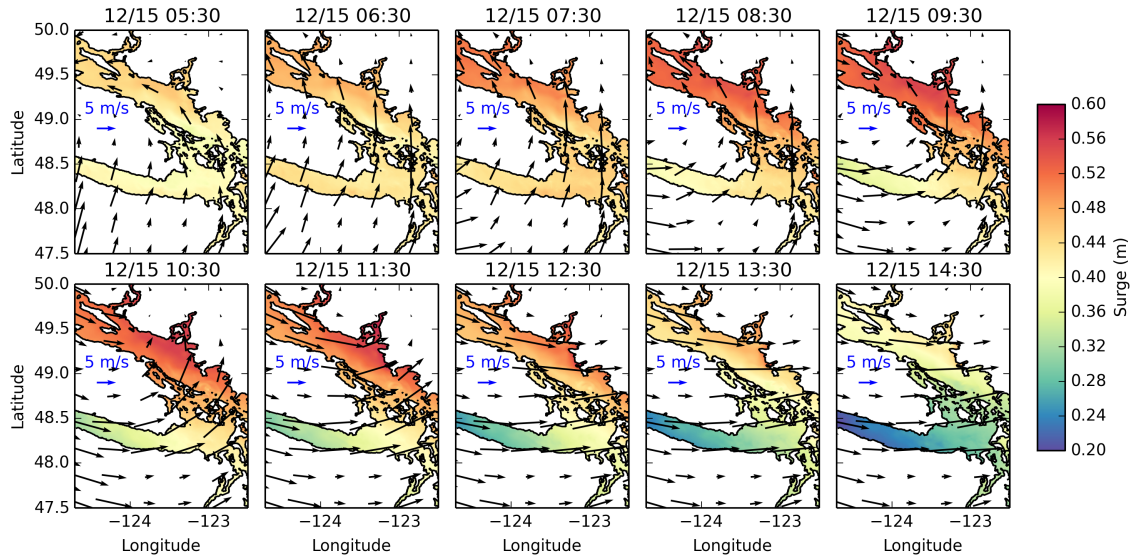 12/15 05:30 12/15 06:30 12/15 07:30 12/15 08:30 12/15 09:30
50.0
49.5
49.0
48.5
48.0
47.5
Latitude
5 m/s 5 m/s 5 m/s 5 m/s 5 m/s
12/15 10:30 12/15 11:30 12/15 12:30 12/15 13:30 12/15 14:30
50.0
49.5
49.0
48.5
48.0
47.5
Latitude
5 m/s 5 m/s 5 m/s 5 m/s 5 m/s
−124 −123 −124 −123 −124 −123 −124 −123 −124 −123
Longitude Longitude Longitude Longitude Longitude
0.60
0.56
0.52
0.48
0.44
0.40
0.36
0.32
0.28
0.24
0.20
Surge (m)